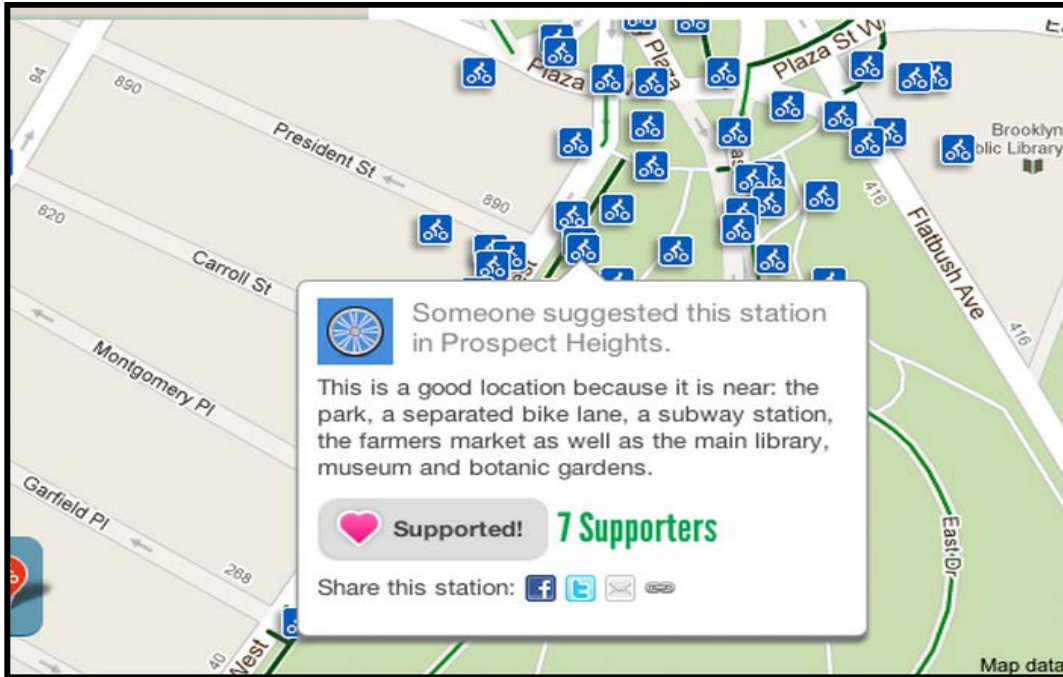 Plaza
Plaza St W
Plaza W
94
890
President St
890
Brooklyn
blic Library
416
820
Carroll St
Flatbush Ave
416
Montgomery Pl
Someone suggested this station
in Prospect Heights.
This is a good location because it is near: the
park, a separated bike lane, a subway station,
the farmers market as well as the main library,
museum and botanic gardens.
Supported!
7 Supporters
Share this station:
Garfield Pl
268
East Dr
40
West
Map data